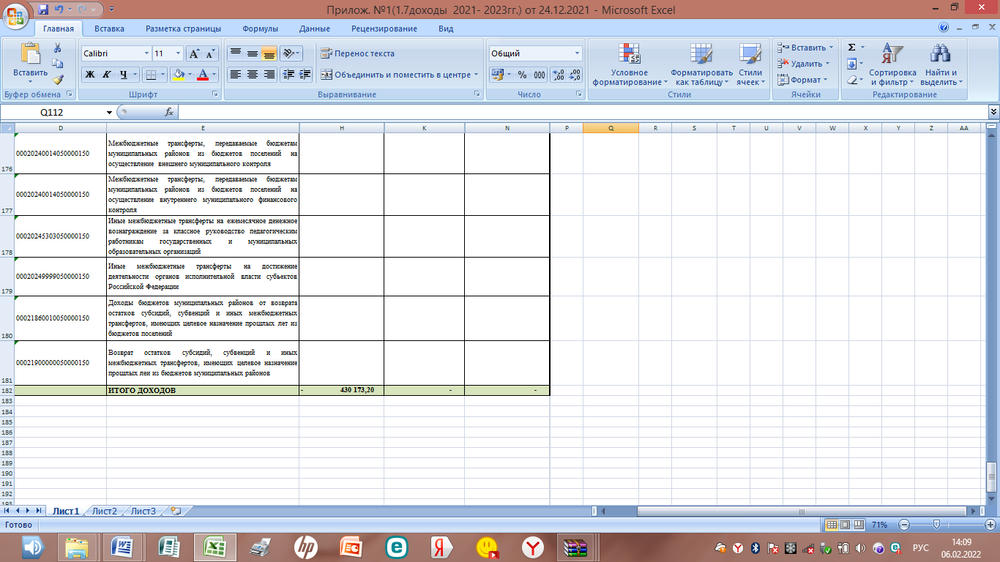 Прилож. №1(1.7доходы 2021- 2023гг.) от 24.12.2021 - Microsoft Excel
Главная Вставка Разметка страницы Формулы Данные Рецензирование Вид
Calibri 11 Перенос текста Общий Вставить
Вставить Ж К Ч А Объединить и поместить в центре % 000 Условное форматирование Форматировать как таблицу Стили ячеек Удалить Формат Сортировка и фильтр Найти и выделить
Буфер обмена Шрифт Выравнивание Число Стили Ячейки Редактирование
Q112 fx
D E H K N P Q R S T U V W X Y Z AA
176 00020240014050000150
Межбюджетные трансферты, передаваемые бюджетам
муниципальных районов из бюджетов поселений на
осуществление внешнего муниципального контроля
177 00020240014050000150
Межбюджетные трансферты, передаваемые бюджетам
муниципальных районов из бюджетов поселений на
осуществление внутреннего муниципального финансового
контроля
178 00020245303050000150
Иные межбюджетные трансферты на ежемесячное денежное
вознаграждение за классное руководство педагогическим
работникам государственных и муниципальных
образовательных организаций
179 00020249999050000150
Иные межбюджетные трансферты на достижение
деятельности органов исполнительной власти субъектов
Российской Федерации
180 00021860010050000150
Доходы бюджетов муниципальных районов от возврата
остатков субсидий, субвенций и иных межбюджетных
трансфертов, имеющих целевое назначение прошлых лет из
бюджетов поселений
181 00021900000050000150
Возврат остатков субсидий, субвенций и иных
межбюджетных трансфертов, имеющих целевое назначение
прошлых леи из бюджетов муниципальных районов
182 ИТОГО ДОХОДОВ - 430 173,20 - -
183
184
185
186
187
188
189
190
191
192
193
Лист1 Лист2 Лист3
Готово 71%
РУС 14:09
06.02.2022